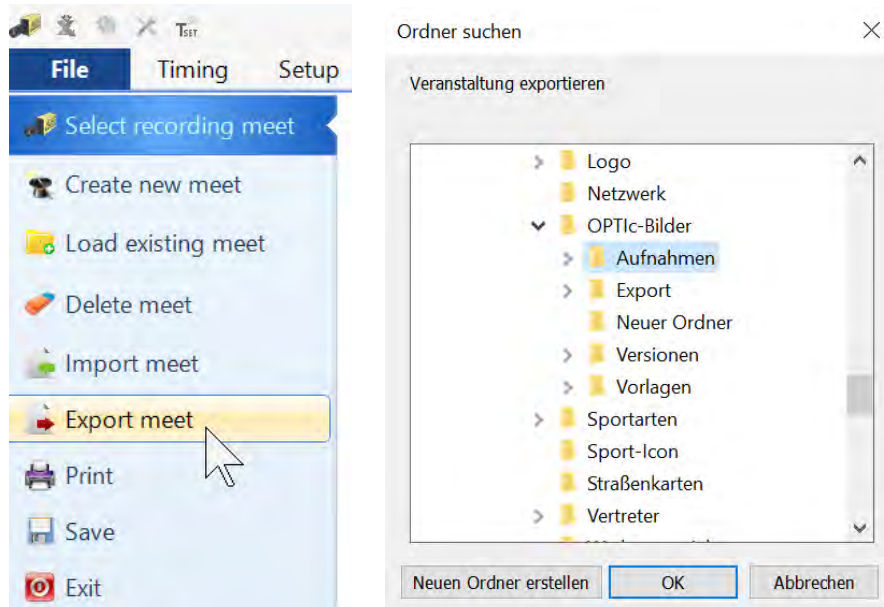 TSET
File Timing Setup
Select recording meet
Create new meet
Load existing meet
Delete meet
Import meet
Export meet
Print
Save
Exit
Ordner suchen
Veranstaltung exportieren
Logo
Netzwerk
OPTIc-Bilder
Aufnahmen
Export
Neuer Ordner
Versionen
Vorlagen
Sportarten
Sport-Icon
Straßenkarten
Vertreter
Neuen Ordner erstellen OK Abbrechen